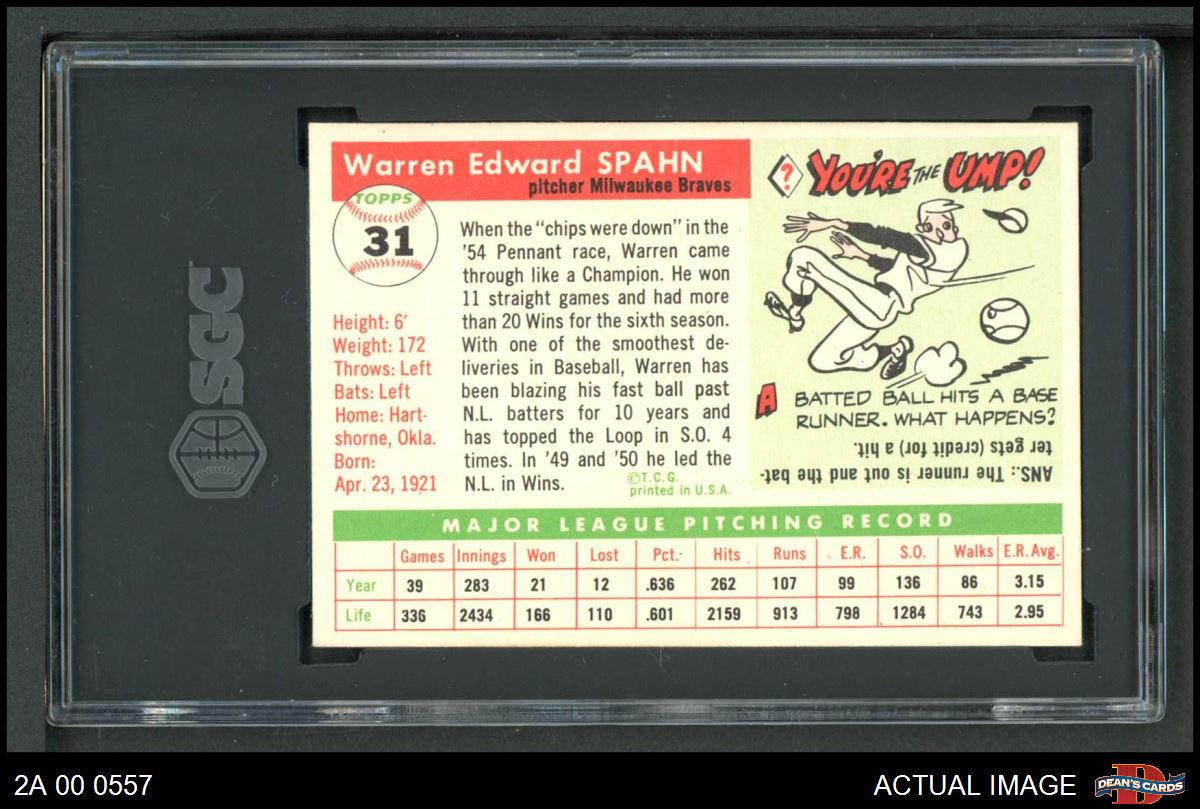 SGC
Warren Edward SPAHN
pitcher Milwaukee Braves
TOPPS
31
Height: 6'
Weight: 172
Throws: Left
Bats: Left
Home: Hart-
shorne, Okla.
Born:
Apr. 23, 1921
When the "chips were down" in the
'54 Pennant race, Warren came
through like a Champion. He won
11 straight games and had more
than 20 Wins for the sixth season.
With one of the smoothest de-
liveries in Baseball, Warren has
been blazing his fast ball past
N.L. batters for 10 years and
has topped the Loop in S.O. 4
times. In '49 and '50 he led the
N.L. in Wins.
©T.C.G.
printed in U.S.A.
? YOU'RE THE UMP!
A BATTED BALL HITS A BASE
RUNNER. WHAT HAPPENS?
ANS.: The runner is out and the bat-
ter gets (credit for) a hit.
MAJOR LEAGUE PITCHING RECORD
Games Innings Won Lost Pct. Hits Runs E.R. S.O. Walks E.R. Avg.
Year 39 283 21 12 .636 262 107 99 136 86 3.15
Life 336 2434 166 110 .601 2159 913 798 1284 743 2.95
2A 00 0557
ACTUAL IMAGE
D
DEAN'S CARDS